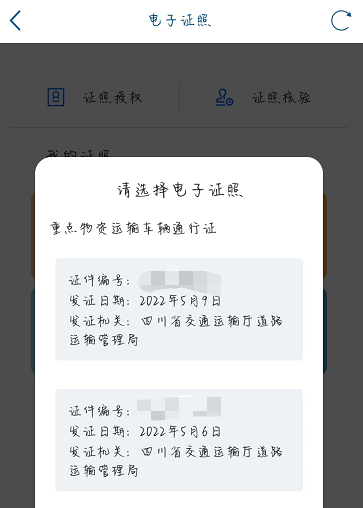 电子证照
证照授权
证照核验
我的证照
请选择电子证照
重点物资运输车辆通行证
证件编号:
发证日期: 2022年5月9日
发证机关: 四川省交通运输厅道路
运输管理局
证件编号:
发证日期: 2022年5月6日
发证机关: 四川省交通运输厅道路
运输管理局